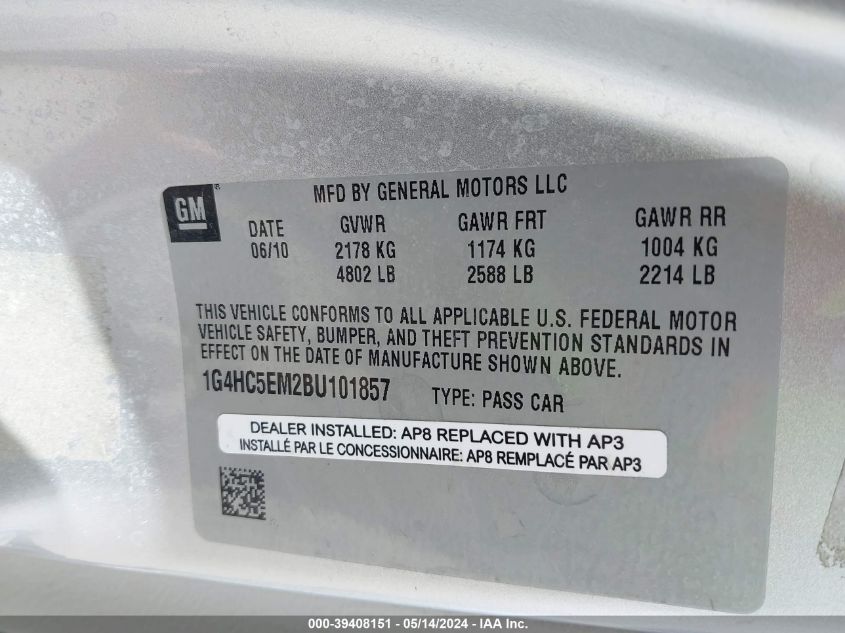 MFD BY GENERAL MOTORS LLC
GM®
DATE GVWR GAWR FRT GAWR RR
06/10 2178 KG 1174 KG 1004 KG
4802 LB 2588 LB 2214 LB
THIS VEHICLE CONFORMS TO ALL APPLICABLE U.S. FEDERAL MOTOR
VEHICLE SAFETY, BUMPER, AND THEFT PREVENTION STANDARDS IN
EFFECT ON THE DATE OF MANUFACTURE SHOWN ABOVE.
1G4HC5EM2BU101857 TYPE: PASS CAR
DEALER INSTALLED: AP8 REPLACED WITH AP3
INSTALLÉ PAR LE CONCESSIONNAIRE: AP8 REMPLACÉ PAR AP3
000-39408151 - 05/14/2024 - IAA Inc.